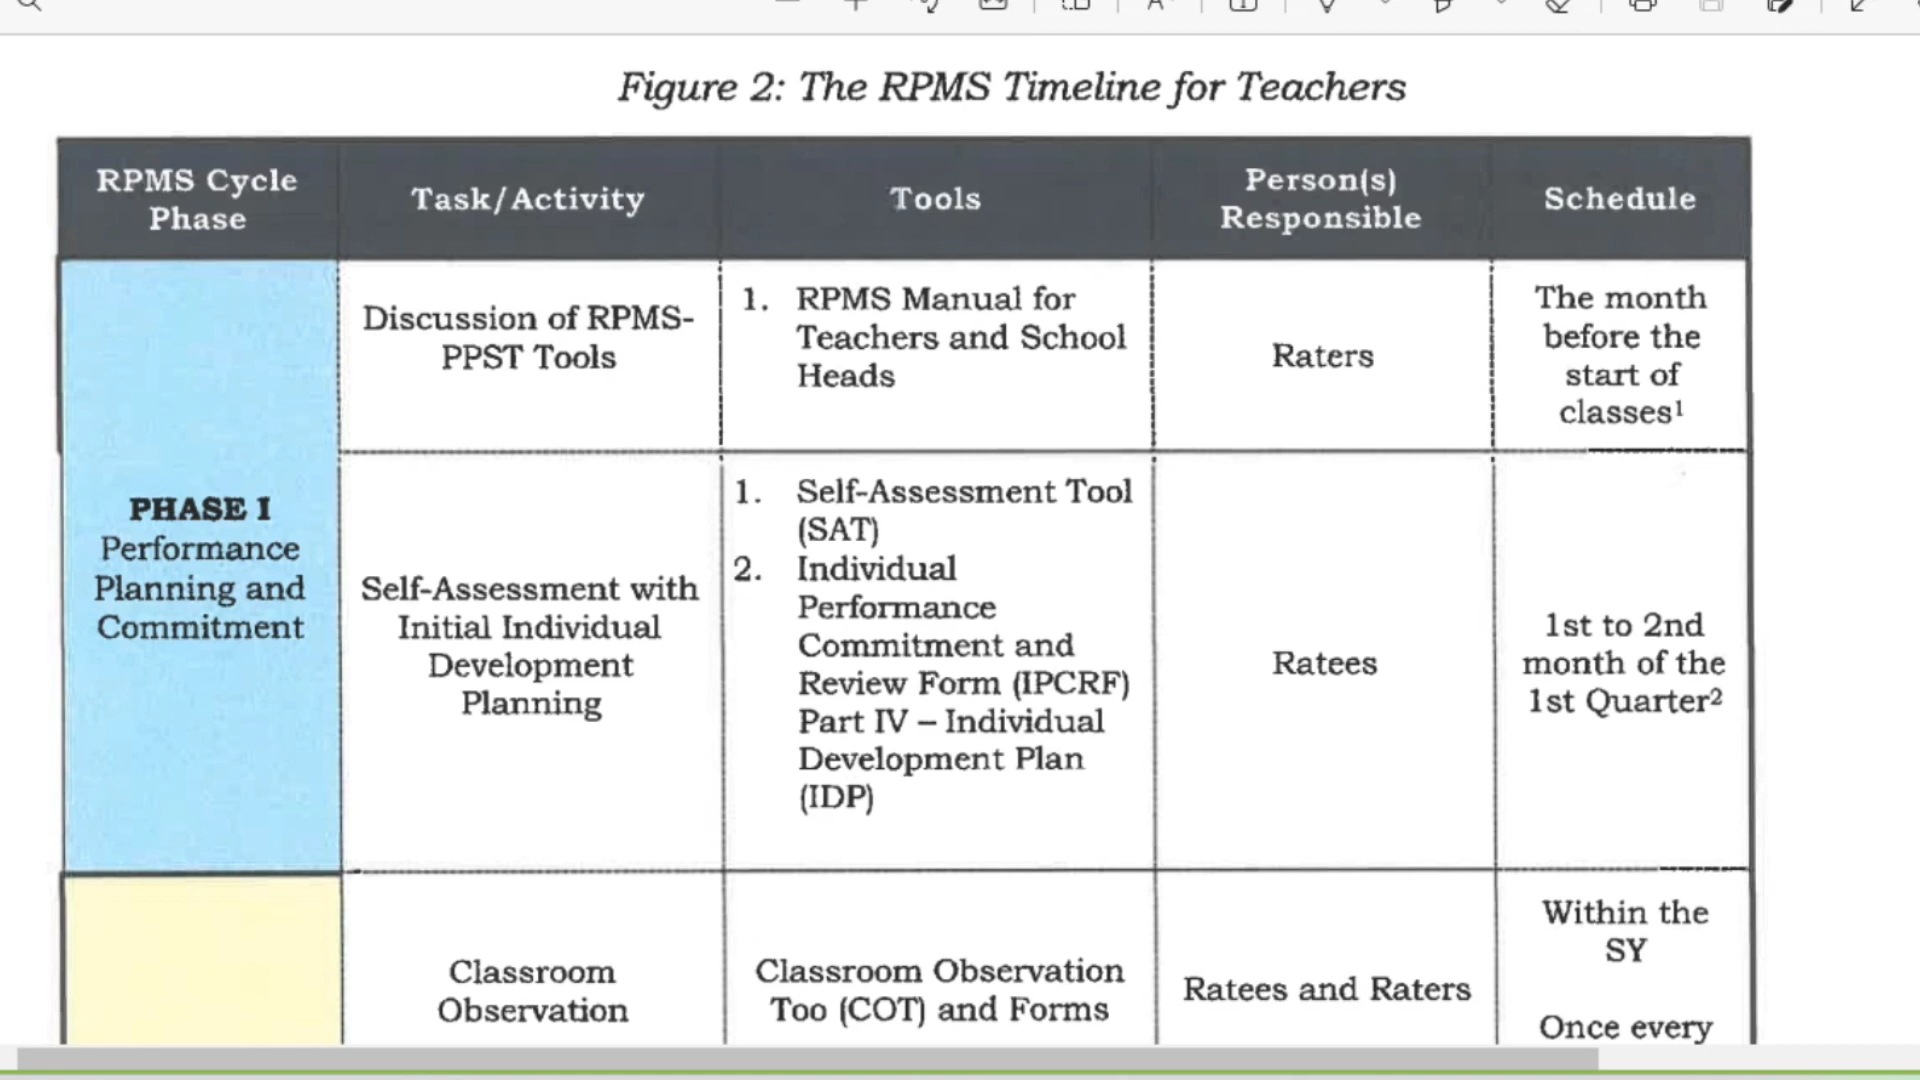 Figure 2: The RPMS Timeline for Teachers
RPMS Cycle
Phase
Task/Activity
Tools
Person(s)
Responsible
Schedule
PHASE I
Performance
Planning and
Commitment
Discussion of RPMS-
PPST Tools
1. RPMS Manual for
Teachers and School
Heads
Raters
The month
before the
start of
classes¹
Self-Assessment with
Initial Individual
Development
Planning
1. Self-Assessment Tool
(SAT)
2. Individual
Performance
Commitment and
Review Form (IPCRF)
Part IV – Individual
Development Plan
(IDP)
Ratees
1st to 2nd
month of the
1st Quarter²
Classroom
Observation
Classroom Observation
Too (COT) and Forms
Ratees and Raters
Within the
SY
Once every